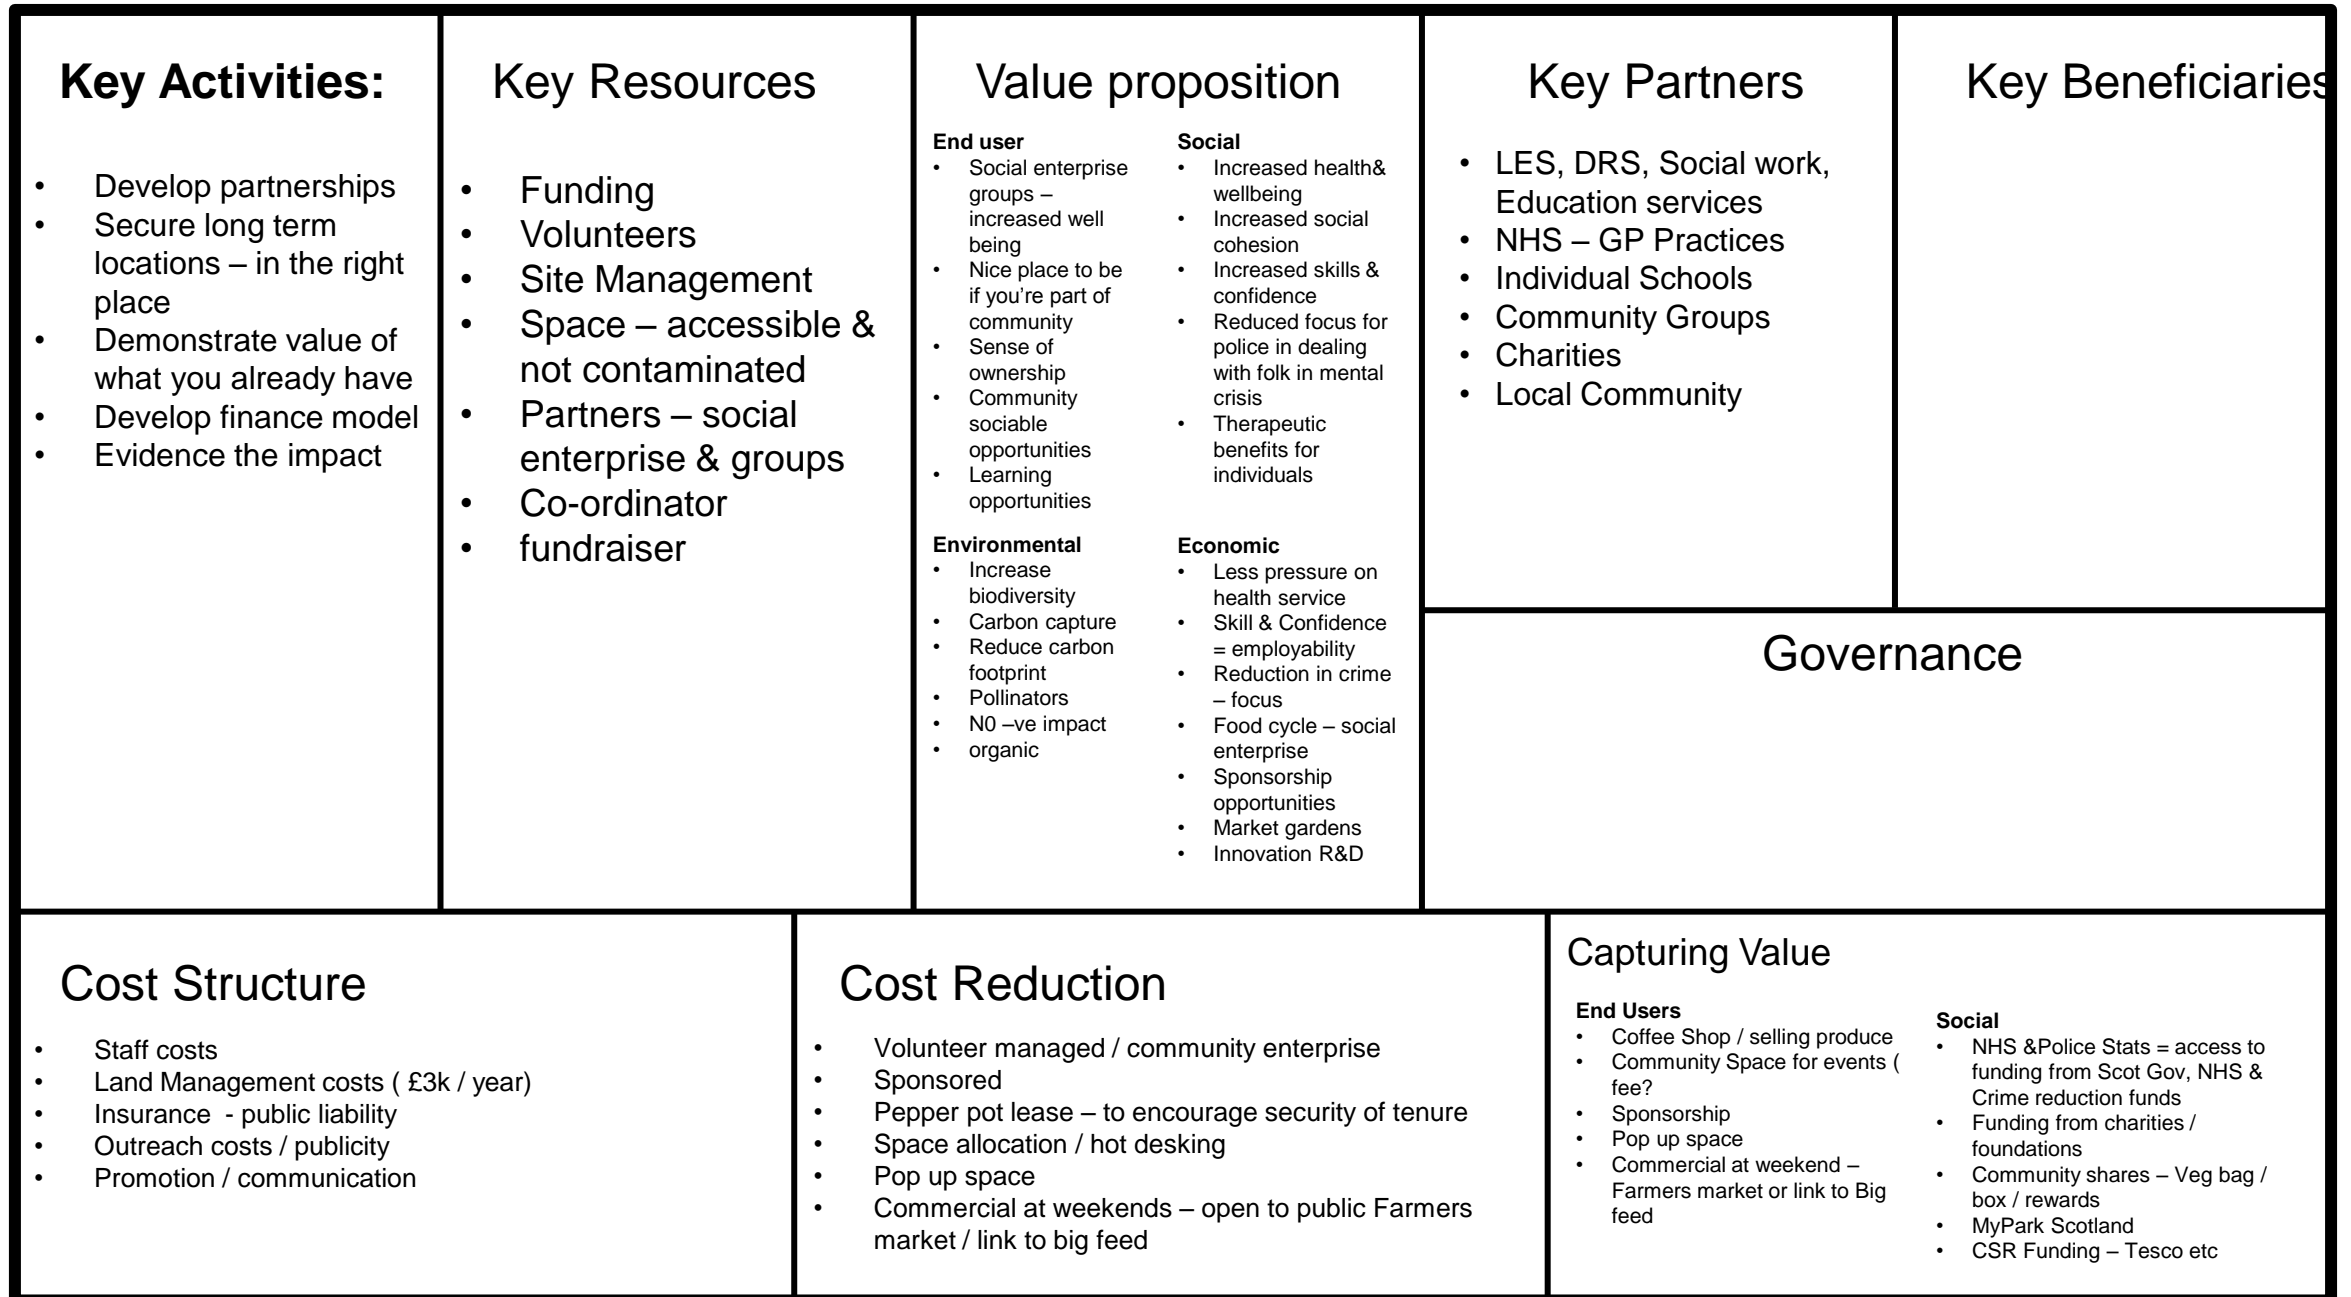 Key Activities:
• Develop partnerships
• Secure long term
locations – in the right
place
• Demonstrate value of
what you already have
• Develop finance model
• Evidence the impact
Key Resources
• Funding
• Volunteers
• Site Management
• Space – accessible &
not contaminated
• Partners – social
enterprise & groups
• Co-ordinator
• fundraiser
Value proposition
End user
• Social enterprise
groups –
increased well
being
• Nice place to be
if you’re part of
community
• Sense of
ownership
• Community
sociable
opportunities
• Learning
opportunities
Social
• Increased health&
wellbeing
• Increased social
cohesion
• Increased skills &
confidence
• Reduced focus for
police in dealing
with folk in mental
crisis
• Therapeutic
benefits for
individuals
Environmental
• Increase
biodiversity
• Carbon capture
• Reduce carbon
footprint
• Pollinators
• N0 –ve impact
• organic
Economic
• Less pressure on
health service
• Skill & Confidence
= employability
• Reduction in crime
– focus
• Food cycle – social
enterprise
• Sponsorship
opportunities
• Market gardens
• Innovation R&D
Key Partners
• LES, DRS, Social work,
Education services
• NHS – GP Practices
• Individual Schools
• Community Groups
• Charities
• Local Community
Key Beneficiaries
Governance
Cost Structure
• Staff costs
• Land Management costs ( £3k / year)
• Insurance - public liability
• Outreach costs / publicity
• Promotion / communication
Cost Reduction
• Volunteer managed / community enterprise
• Sponsored
• Pepper pot lease – to encourage security of tenure
• Space allocation / hot desking
• Pop up space
• Commercial at weekends – open to public Farmers
market / link to big feed
Capturing Value
End Users
• Coffee Shop / selling produce
• Community Space for events (
fee?
• Sponsorship
• Pop up space
• Commercial at weekend –
Farmers market or link to Big
feed
Social
• NHS &Police Stats = access to
funding from Scot Gov, NHS &
Crime reduction funds
• Funding from charities /
foundations
• Community shares – Veg bag /
box / rewards
• MyPark Scotland
• CSR Funding – Tesco etc